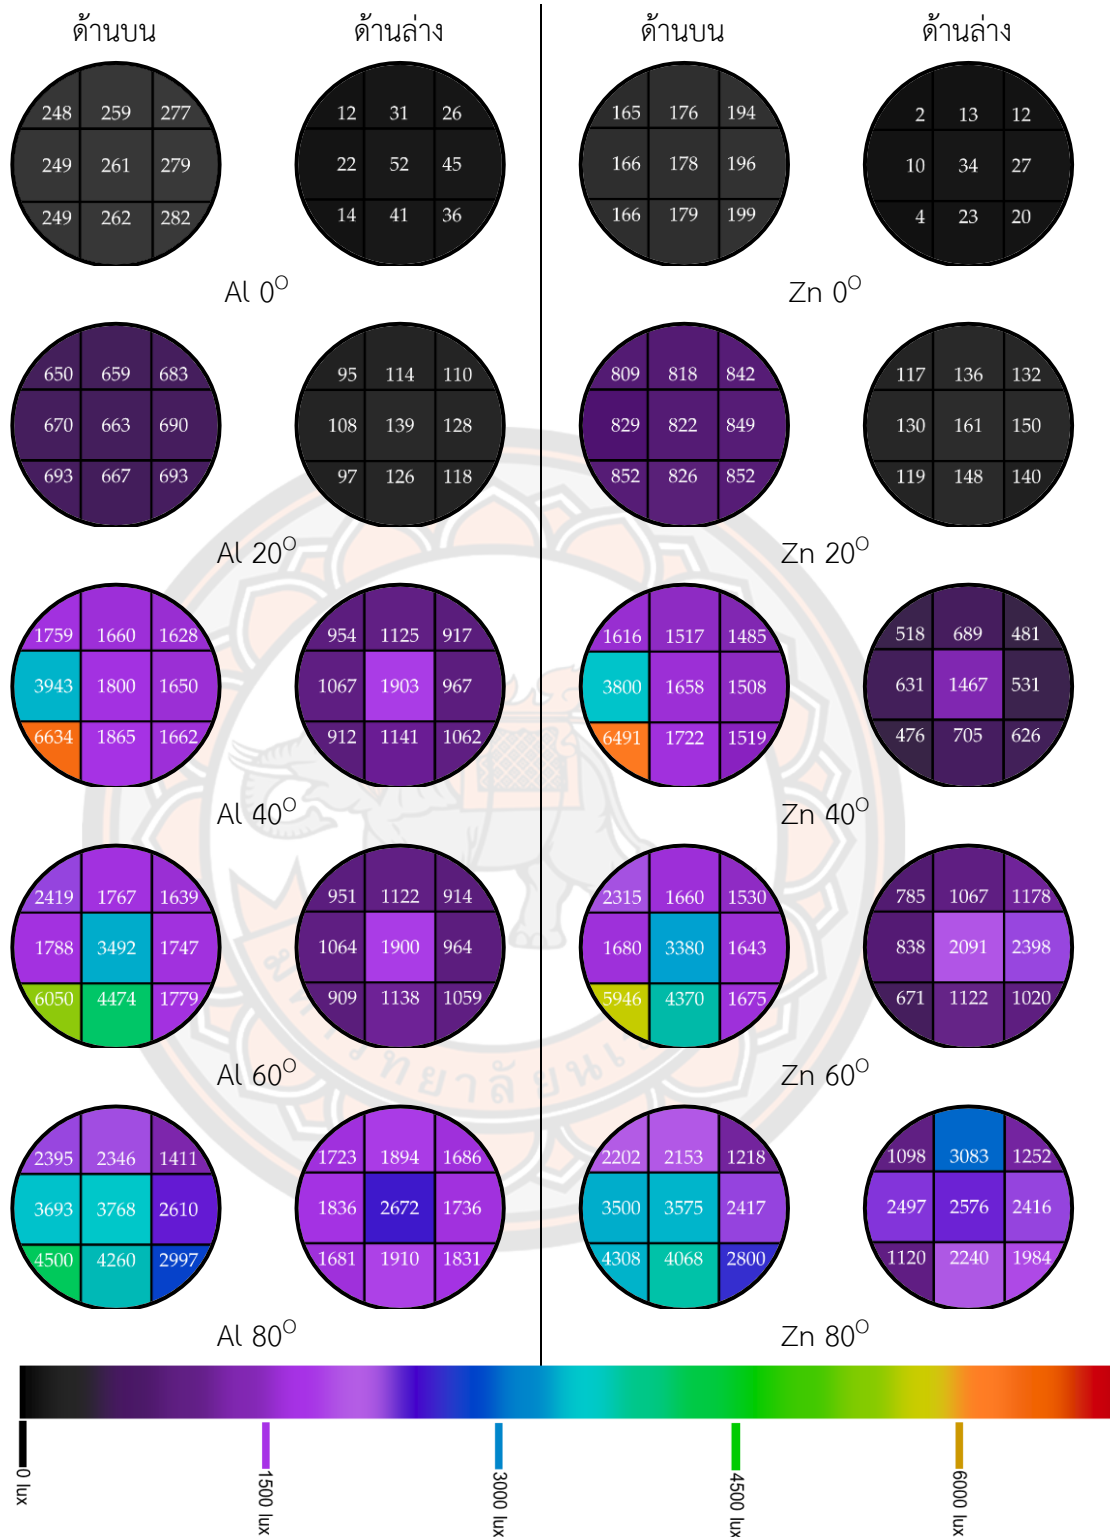 ด้านบน ด้านล่าง ด้านบน ด้านล่าง
248 259 277 12 31 26 165 176 194 2 13 12
249 261 279 22 52 45 166 178 196 10 34 27
249 262 282 14 41 36 166 179 199 4 23 20
Al 0° Zn 0°
650 659 683 95 114 110 809 818 842 117 136 132
670 663 690 108 139 128 829 822 849 130 161 150
693 667 693 97 126 118 852 826 852 119 148 140
Al 20° Zn 20°
1759 1660 1628 954 1125 917 1616 1517 1485 518 689 481
3943 1800 1650 1067 1903 967 3800 1658 1508 631 1467 531
6634 1865 1662 912 1141 1062 6491 1722 1519 476 705 626
Al 40° Zn 40°
2419 1767 1639 951 1122 914 2315 1660 1530 785 1067 1178
1788 3492 1747 1064 1900 964 1680 3380 1643 838 2091 2398
6050 4474 1779 909 1138 1059 5946 4370 1675 671 1122 1020
Al 60° Zn 60°
2395 2346 1411 1723 1894 1686 2202 2153 1218 1098 3083 1252
3693 3768 2610 1836 2672 1736 3500 3575 2417 2497 2576 2416
4500 4260 2997 1681 1910 1831 4308 4068 2800 1120 2240 1984
Al 80° Zn 80°
0 lux 1500 lux 3000 lux 4500 lux 6000 lux